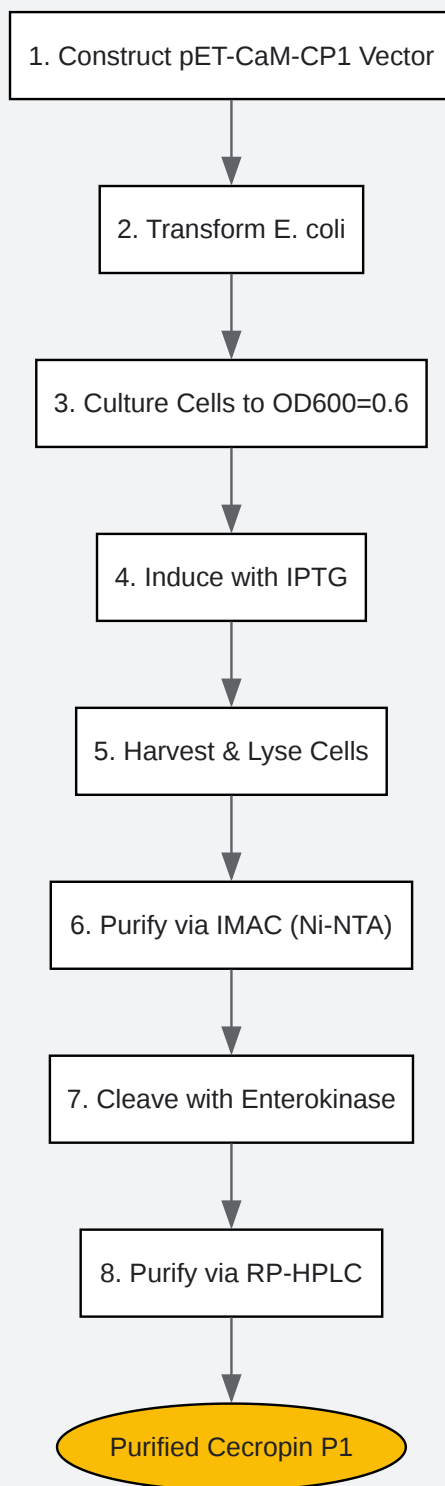 1. Construct pET-CaM-CP1 Vector
2. Transform E. coli
3. Culture Cells to OD600=0.6
4. Induce with IPTG
5. Harvest & Lyse Cells
6. Purify via IMAC (Ni-NTA)
7. Cleave with Enterokinase
8. Purify via RP-HPLC
Purified Cecropin P1